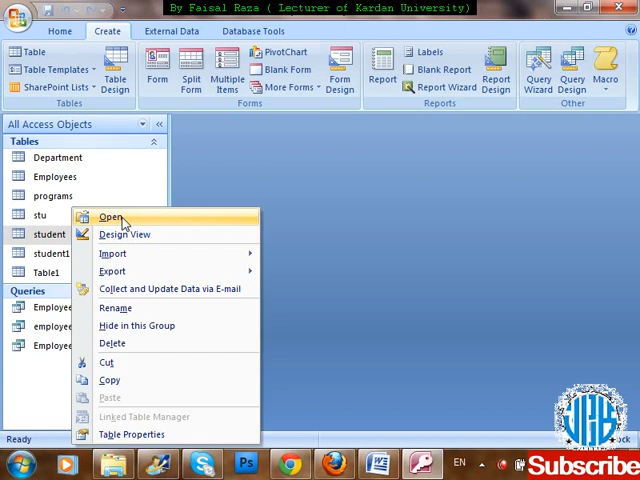 By Faisal Raza ( Lecturer of Kardan University)
Home Create External Data Database Tools
Table
Table Templates
SharePoint Lists
Table Design
Tables
Form
Split Form
Multiple Items
PivotChart
Blank Form
More Forms
Form Design
Forms
Report
Labels
Blank Report
Report Wizard
Report Design
Reports
Query Wizard
Query Design
Macro
Other
All Access Objects
Tables
Department
Employees
programs
stu
student
student1
Table1
Queries
Employee
employee
Employee
Open
Design View
Import
Export
Collect and Update Data via E-mail
Rename
Hide in this Group
Delete
Cut
Copy
Paste
Linked Table Manager
Table Properties
Ready
EN
Subscribe